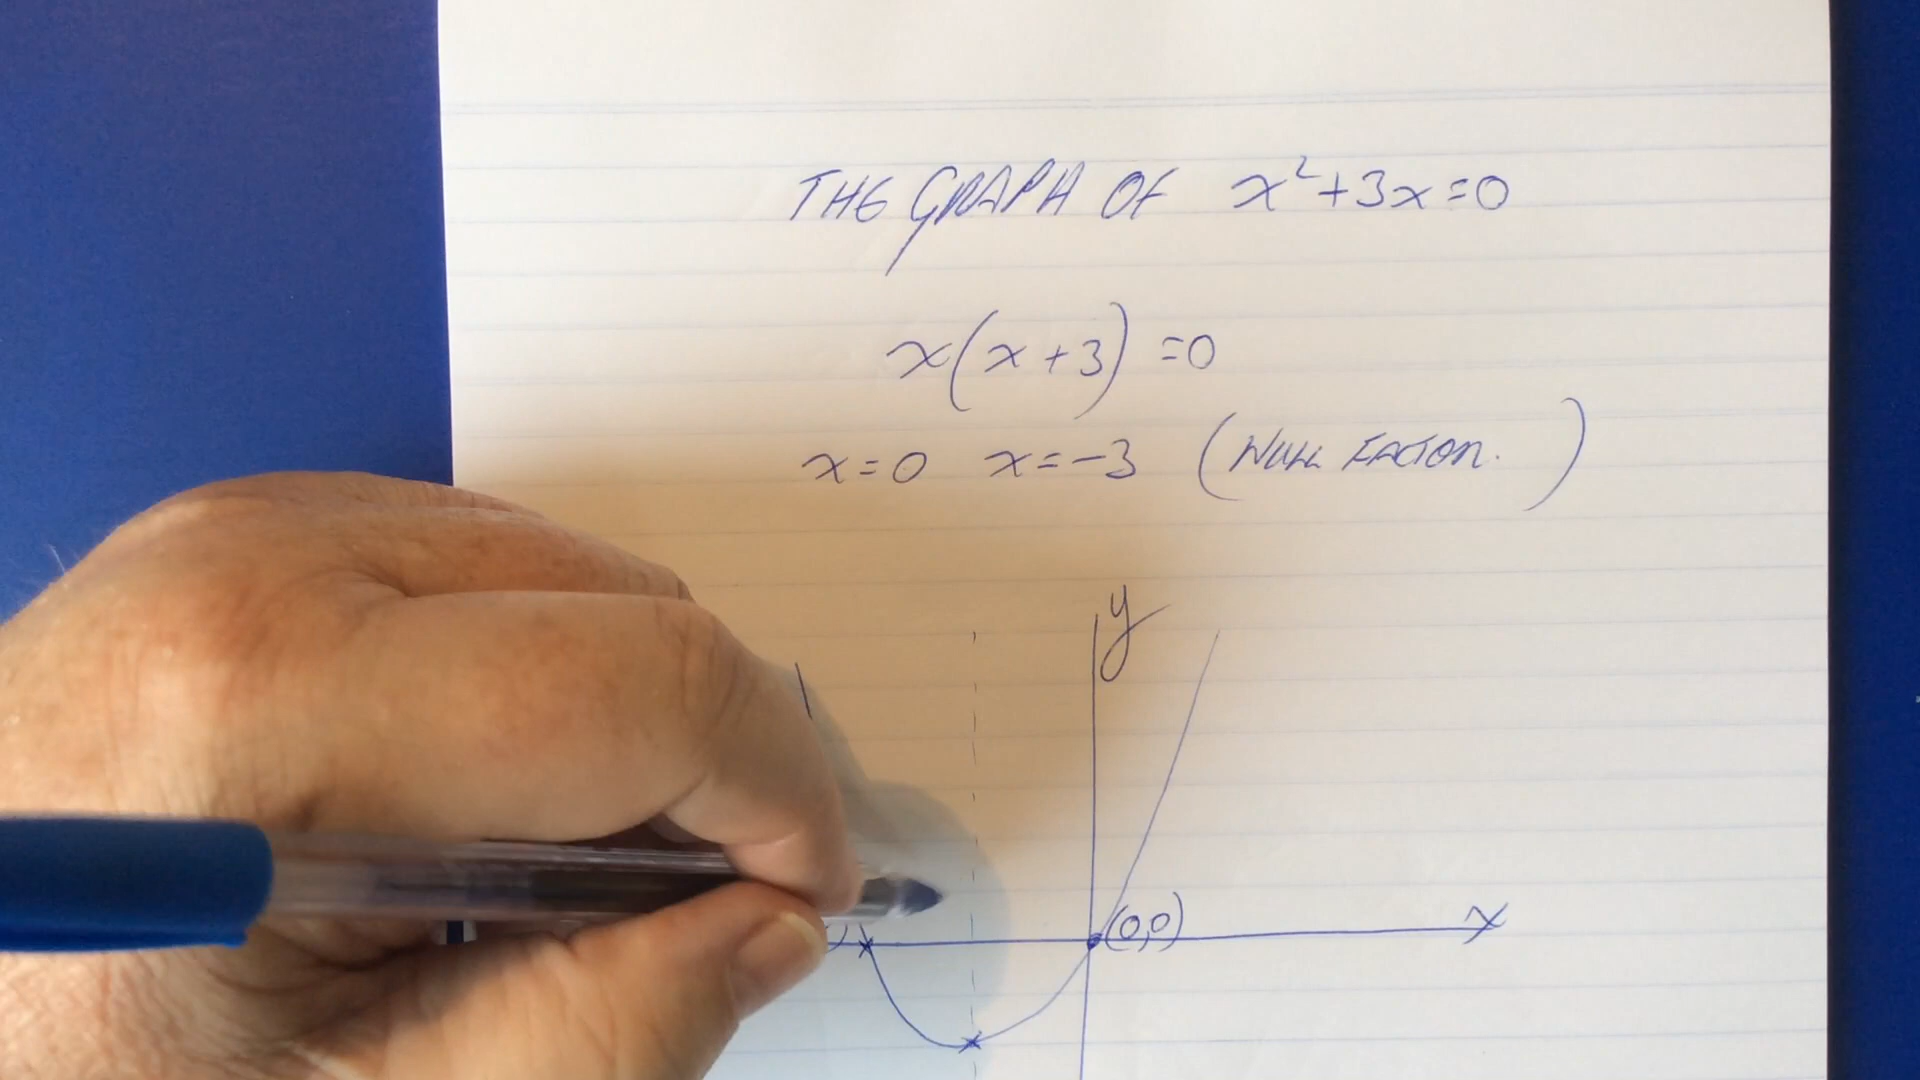 THE GRAPH OF x²+3x=0
x(x+3)=0
x=0 x=-3 (NULL FACTOR. )
y
(0,0)
x